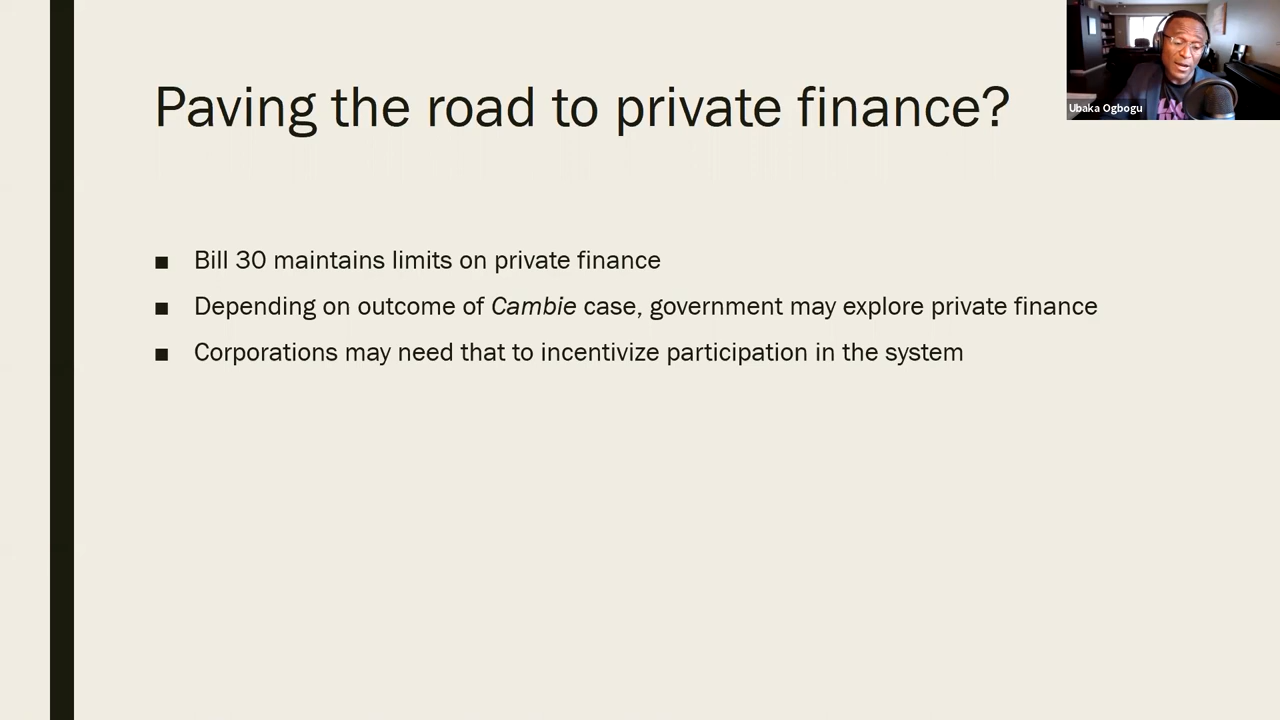 Paving the road to private finance?
Ubaka Ogbogu
■ Bill 30 maintains limits on private finance
■ Depending on outcome of Cambie case, government may explore private finance
■ Corporations may need that to incentivize participation in the system